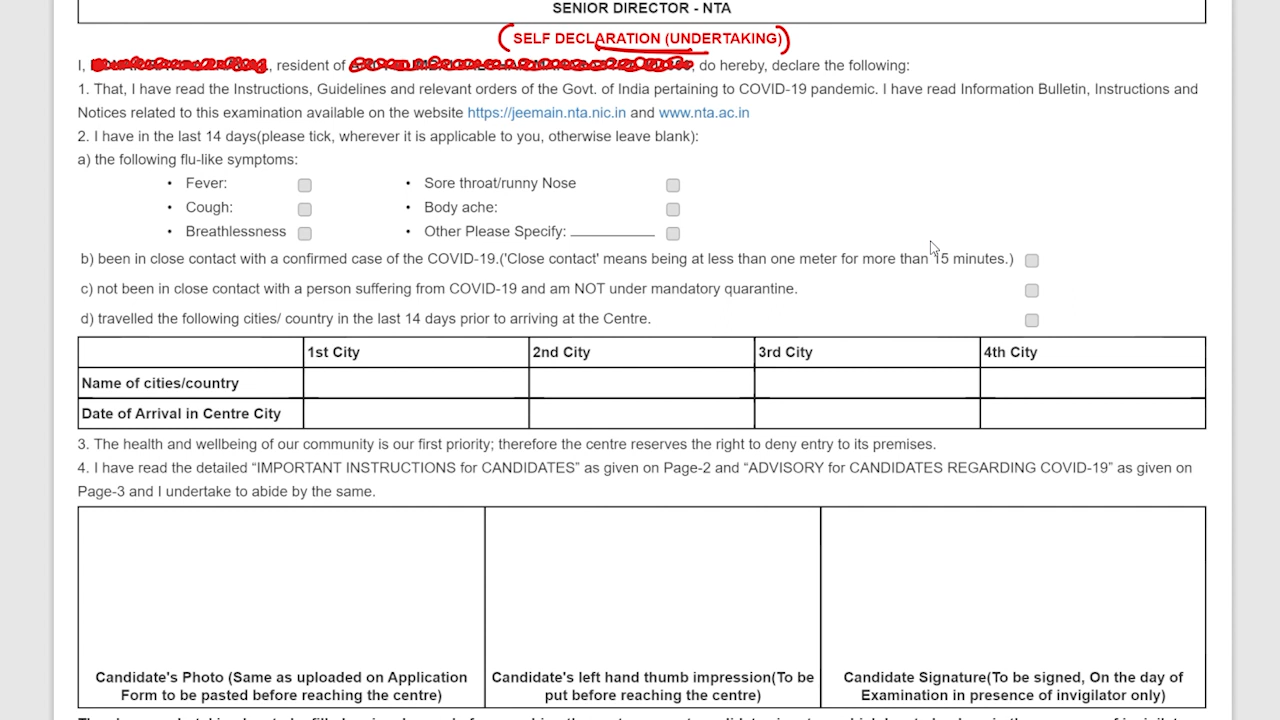 SENIOR DIRECTOR - NTA
SELF DECLARATION (UNDERTAKING)
I, , resident of , do hereby, declare the following:
1. That, I have read the Instructions, Guidelines and relevant orders of the Govt. of India pertaining to COVID-19 pandemic. I have read Information Bulletin, Instructions and
Notices related to this examination available on the website https://jeemain.nta.nic.in and www.nta.ac.in
2. I have in the last 14 days(please tick, wherever it is applicable to you, otherwise leave blank):
a) the following flu-like symptoms:
• Fever: • Sore throat/runny Nose
• Cough: • Body ache:
• Breathlessness • Other Please Specify: __________
b) been in close contact with a confirmed case of the COVID-19.('Close contact' means being at less than one meter for more than 15 minutes.)
c) not been in close contact with a person suffering from COVID-19 and am NOT under mandatory quarantine.
d) travelled the following cities/ country in the last 14 days prior to arriving at the Centre.
1st City 2nd City 3rd City 4th City
Name of cities/country
Date of Arrival in Centre City
3. The health and wellbeing of our community is our first priority; therefore the centre reserves the right to deny entry to its premises.
4. I have read the detailed “IMPORTANT INSTRUCTIONS for CANDIDATES” as given on Page-2 and “ADVISORY for CANDIDATES REGARDING COVID-19” as given on
Page-3 and I undertake to abide by the same.
Candidate's Photo (Same as uploaded on Application
Form to be pasted before reaching the centre)
Candidate's left hand thumb impression(To be
put before reaching the centre)
Candidate Signature(To be signed, On the day of
Examination in presence of invigilator only)